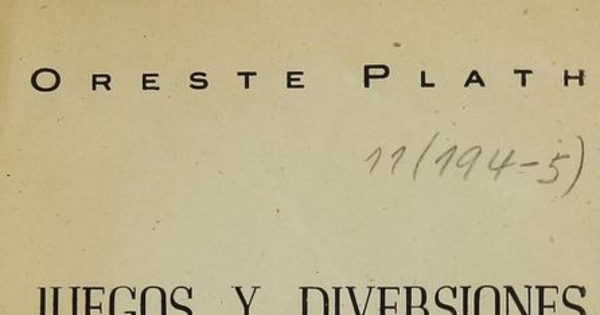 ORESTE PLATH
11(194-5)
JUEGOS Y DIVERSIONES